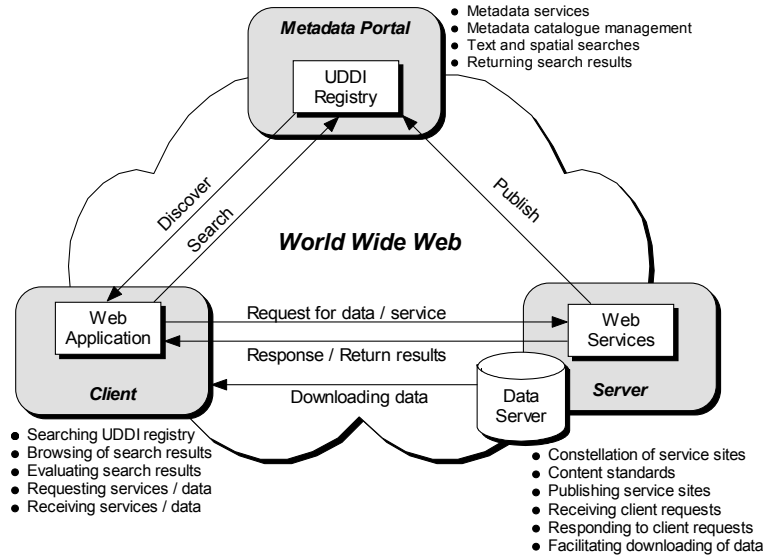 Metadata Portal
UDDI
Registry
● Metadata services
● Metadata catalogue management
● Text and spatial searches
● Returning search results
Discover
Search
Publish
World Wide Web
Web
Application
Client
Request for data / service
Response / Return results
Downloading data
Web
Services
Data
Server
Server
● Searching UDDI registry
● Browsing of search results
● Evaluating search results
● Requesting services / data
● Receiving services / data
● Constellation of service sites
● Content standards
● Publishing service sites
● Receiving client requests
● Responding to client requests
● Facilitating downloading of data